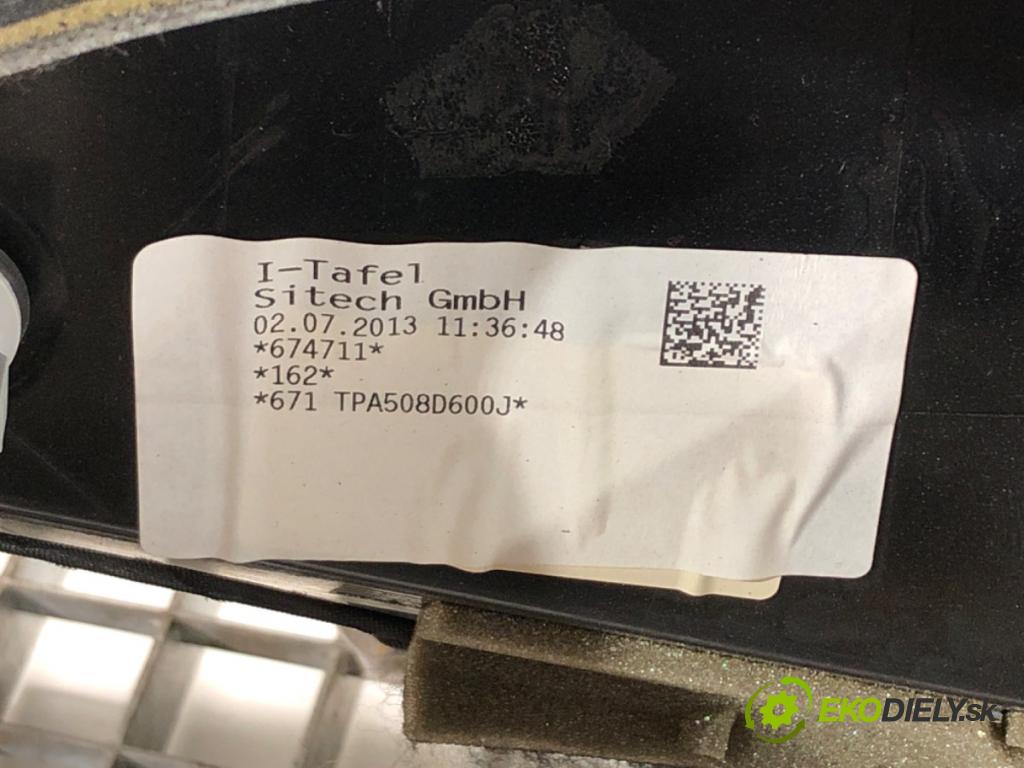 I-Tafel
Sitech GmbH
02.07.2013 11:36:48
*674711*
*162*
*671 TPA508D600J*
EKODIELY.sk